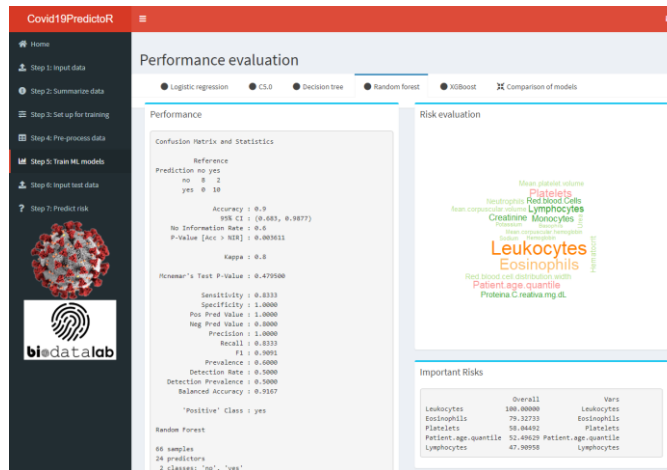 Covid19PredictoR
Home
Step 1: Input data
Step 2: Summarize data
Step 3: Set up for training
Step 4: Pre-process data
Step 5: Train ML models
Step 6: Input test data
Step 7: Predict risk
biodatalab
Performance evaluation
Logistic regression
C5.0
Decision tree
Random forest
XGBoost
Comparison of models
Performance
Confusion Matrix and Statistics
Reference
Prediction no yes
no 8 2
yes 0 10
Accuracy : 0.9
95% CI : (0.683, 0.9877)
No Information Rate : 0.6
P-Value [Acc > NIR] : 0.003611
Kappa : 0.8
Mcnemar's Test P-Value : 0.479500
Sensitivity : 0.8333
Specificity : 1.0000
Pos Pred Value : 1.0000
Neg Pred Value : 0.8000
Precision : 1.0000
Recall : 0.8333
F1 : 0.9091
Prevalence : 0.6000
Detection Rate : 0.5000
Detection Prevalence : 0.5000
Balanced Accuracy : 0.9167
'Positive' Class : yes
Random Forest
66 samples
24 predictors
2 classes: 'no', 'yes'
Risk evaluation
Mean platelet volume
Platelets
Neutrophils Red.blood.Cells
Lymphocytes
Creatinine Monocytes
Urea
Leukocytes
Eosinophils
Hematocrit
Red blood cell distribution width
Patient.age.quantile
Proteina.C.reativa.mg.dL
Important Risks
Overall Vars
Leukocytes 100.00000 Leukocytes
Eosinophils 79.32733 Eosinophils
Platelets 58.04492 Platelets
Patient.age.quantile 52.49629 Patient.age.quantile
Lymphocytes 47.90958 Lymphocytes